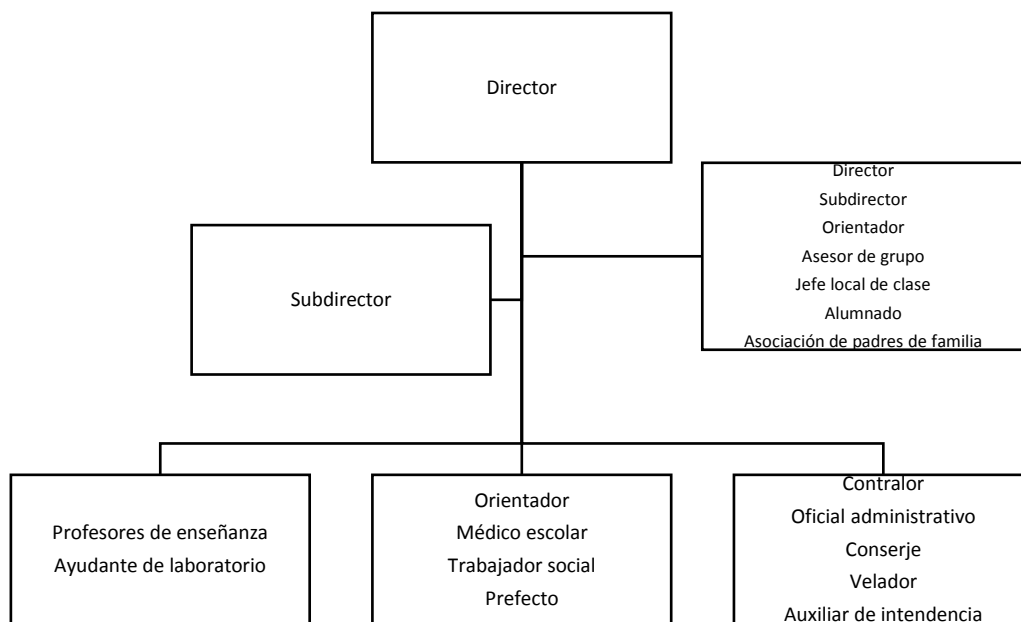 Director
Director
Subdirector
Orientador
Asesor de grupo
Jefe local de clase
Alumnado
Asociación de padres de familia
Subdirector
Profesores de enseñanza
Ayudante de laboratorio
Orientador
Médico escolar
Trabajador social
Prefecto
Contralor
Oficial administrativo
Conserje
Velador
Auxiliar de intendencia